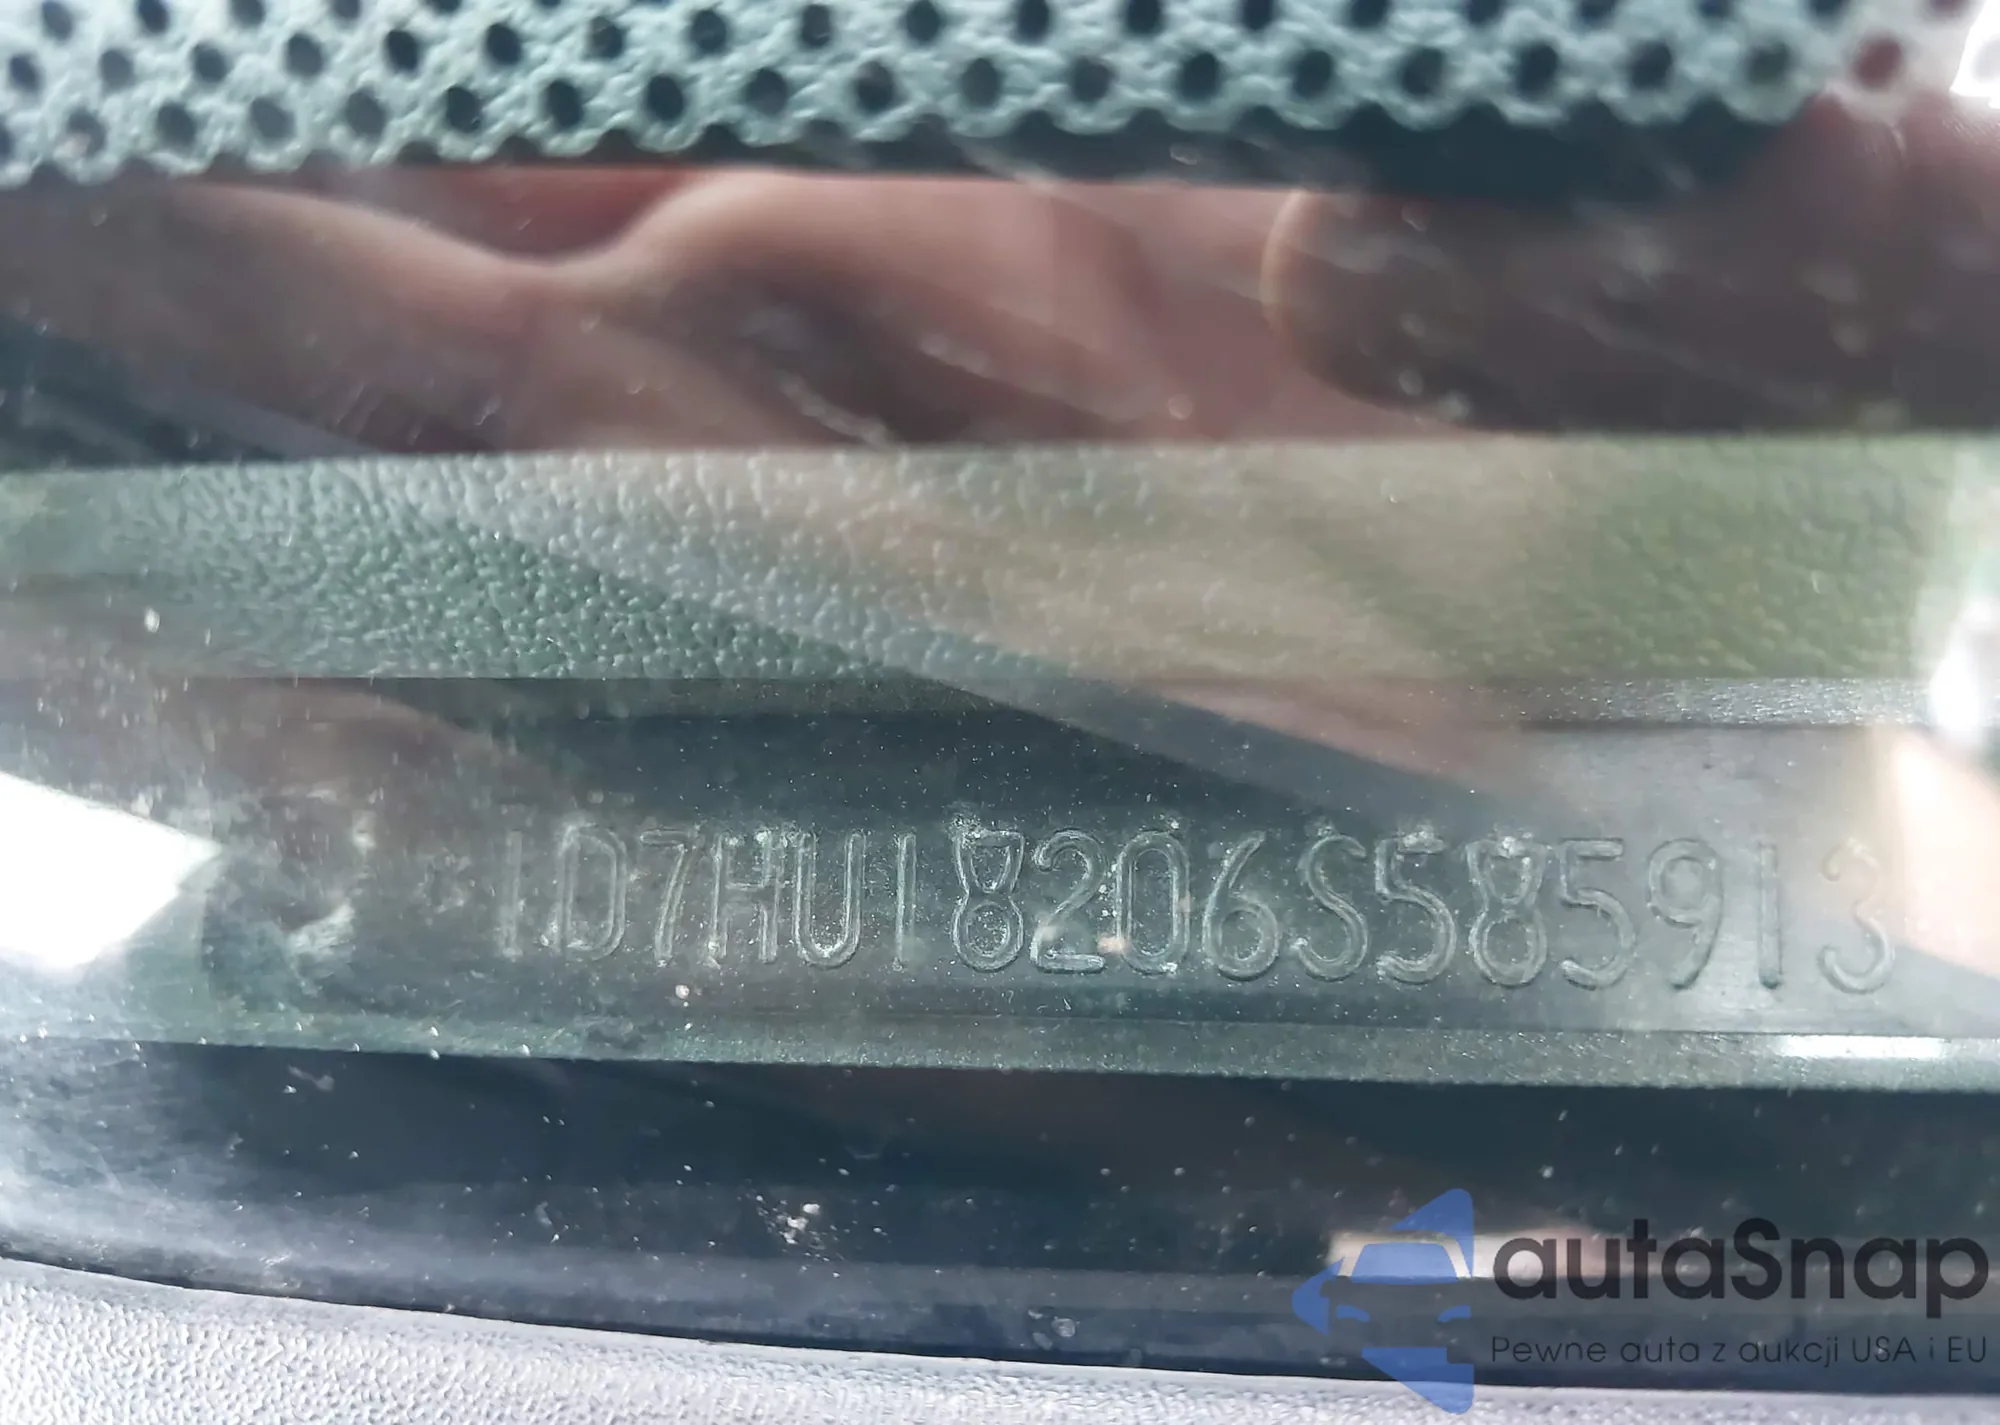 1D7HU18206S585913
autaSnap
Pewne auta z aukcji USA i EU